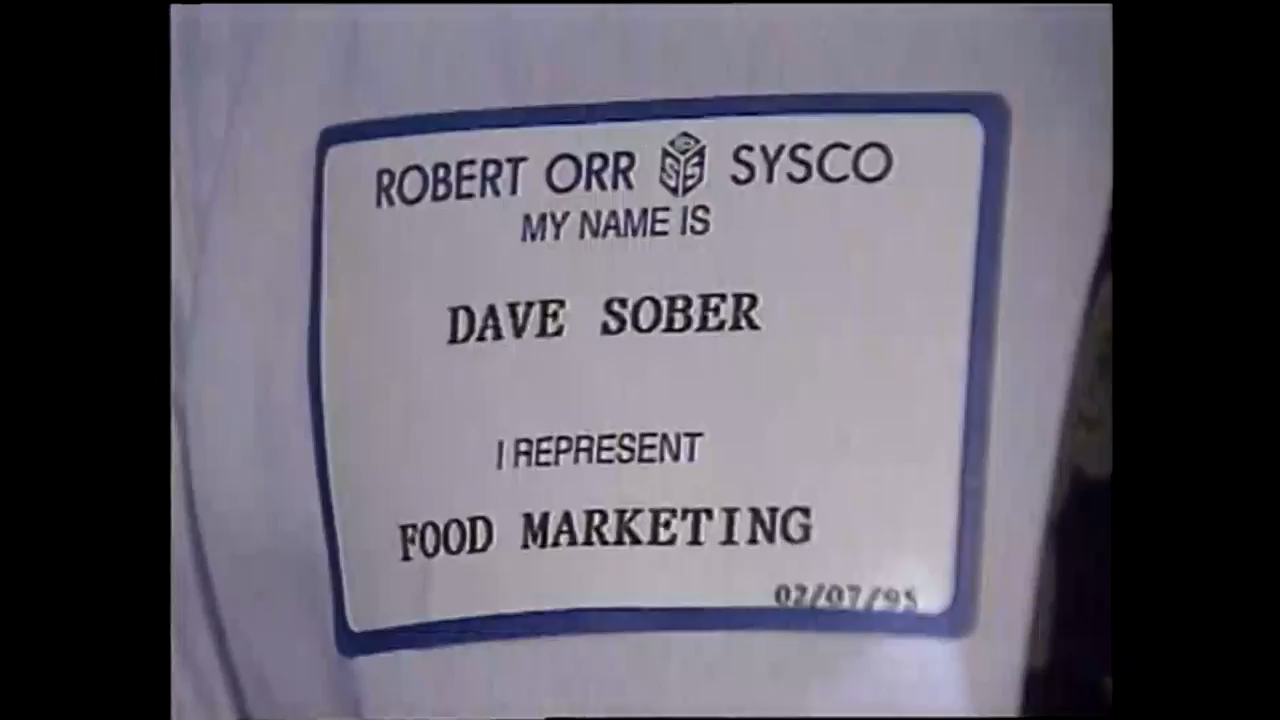 ROBERT ORR SYSCO
MY NAME IS
DAVE SOBER
I REPRESENT
FOOD MARKETING
02/07/95